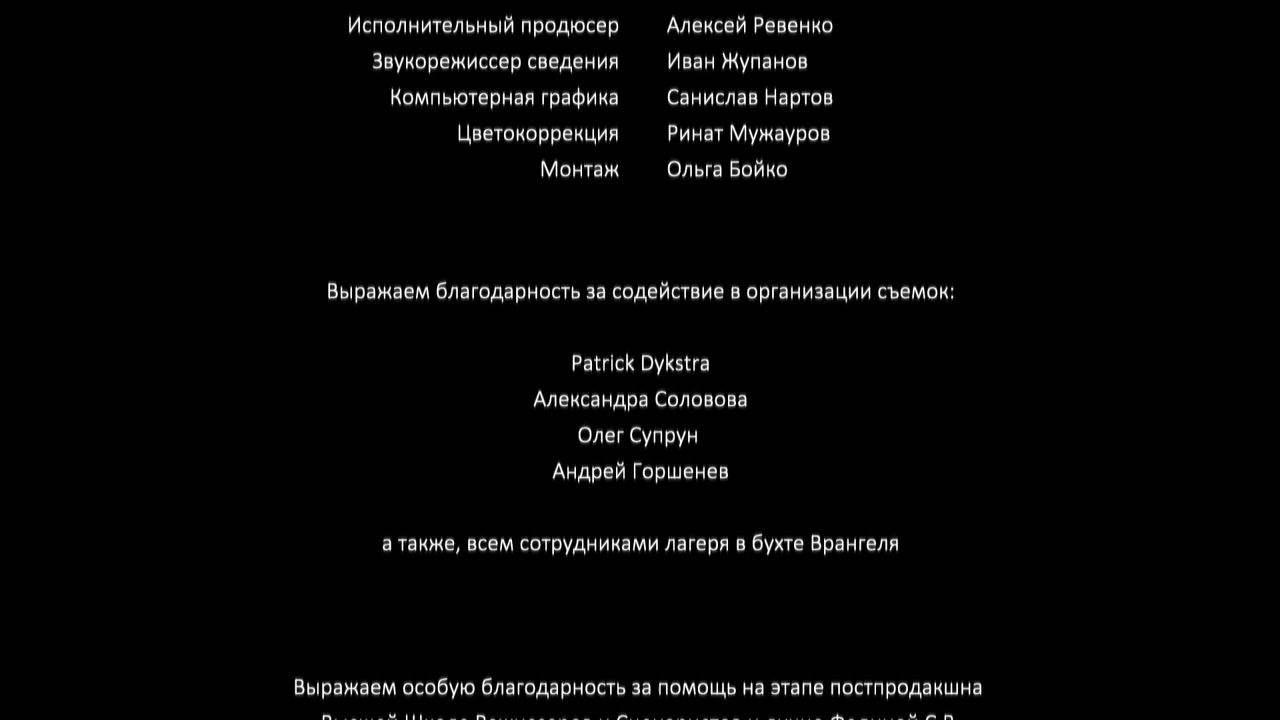 Исполнительный продюсер Алексей Ревенко
Звукорежиссер сведения Иван Жупанов
Компьютерная графика Санислав Нартов
Цветокоррекция Ринат Мужауров
Монтаж Ольга Бойко
Выражаем благодарность за содействие в организации съемок:
Patrick Dykstra
Александра Соловова
Олег Супрун
Андрей Горшенев
а также, всем сотрудниками лагеря в бухте Врангеля
Выражаем особую благодарность за помощь на этапе постпродакшна